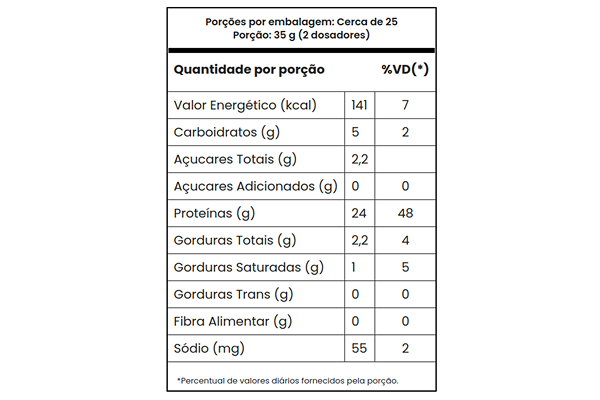 Porções por embalagem: Cerca de 25
Porção: 35 g (2 dosadores)
Quantidade por porção %VD(*)
Valor Energético (kcal) 141 7
Carboidratos (g) 5 2
Açucares Totais (g) 2,2
Açucares Adicionados (g) 0 0
Proteínas (g) 24 48
Gorduras Totais (g) 2,2 4
Gorduras Saturadas (g) 1 5
Gorduras Trans (g) 0 0
Fibra Alimentar (g) 0 0
Sódio (mg) 55 2
*Percentual de valores diários fornecidos pela porção.